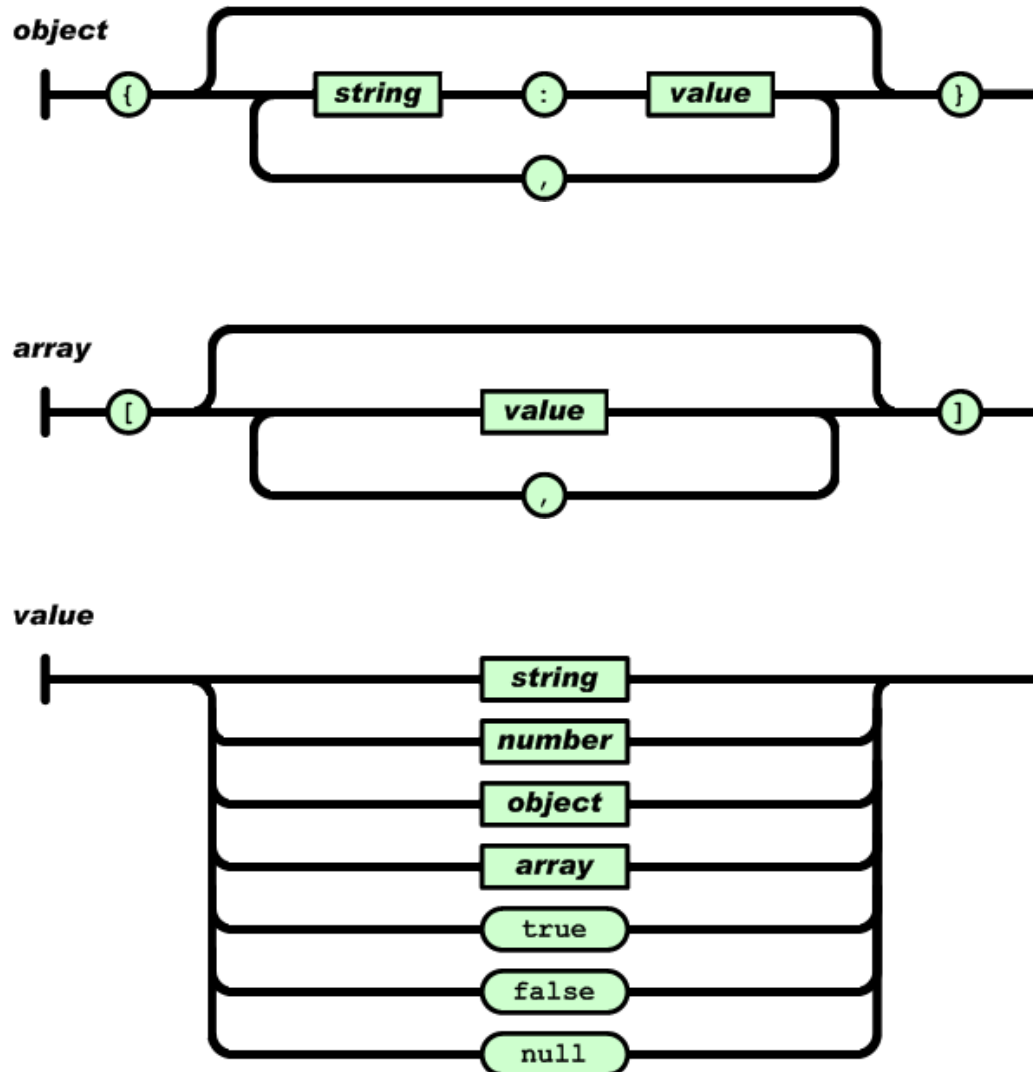 object
{ string : value }
,
array
[ value ]
,
value
string
number
object
array
true
false
null